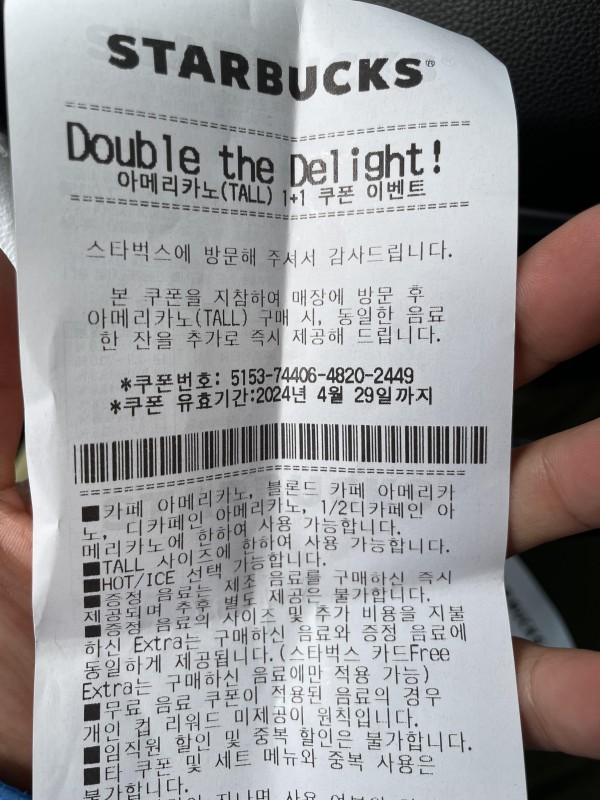 STARBUCKS®
Double the Delight!
아메리카노(TALL) 1+1 쿠폰 이벤트
스타벅스에 방문해 주셔서 감사드립니다.
본 쿠폰을 지참하여 매장에 방문 후
아메리카노(TALL) 구매 시, 동일한 음료
한 잔을 추가로 즉시 제공해 드립니다.
*쿠폰번호: 5153-74406-4820-2449
*쿠폰 유효기간:2024년 4월 29일까지
■카페 아메리카노, 블론드 카페 아메리카
노, 디카페인 아메리카노, 1/2디카페인 아
메리카노에 한하여 사용 가능합니다.
■TALL 사이즈에 한하여 사용 가능합니다.
■HOT/ICE 선택 가능합니다.
■증정 음료는 제조 음료를 구매하신 즉시
제공되며 추후 별도 제공은 불가합니다.
■증정 음료의 사이즈 및 추가 비용을 지불
하신 Extra는 구매하신 음료와 증정 음료에
동일하게 제공됩니다.(스타벅스 카드Free
Extra는 구매하신 음료에만 적용 가능)
■무료 음료 쿠폰이 적용된 음료의 경우
개인 컵 리워드 미제공이 원칙입니다.
■임직원 할인 및 중복 할인은 불가합니다.
■타 쿠폰 및 세트 메뉴와 중복 사용은
불가합니다.